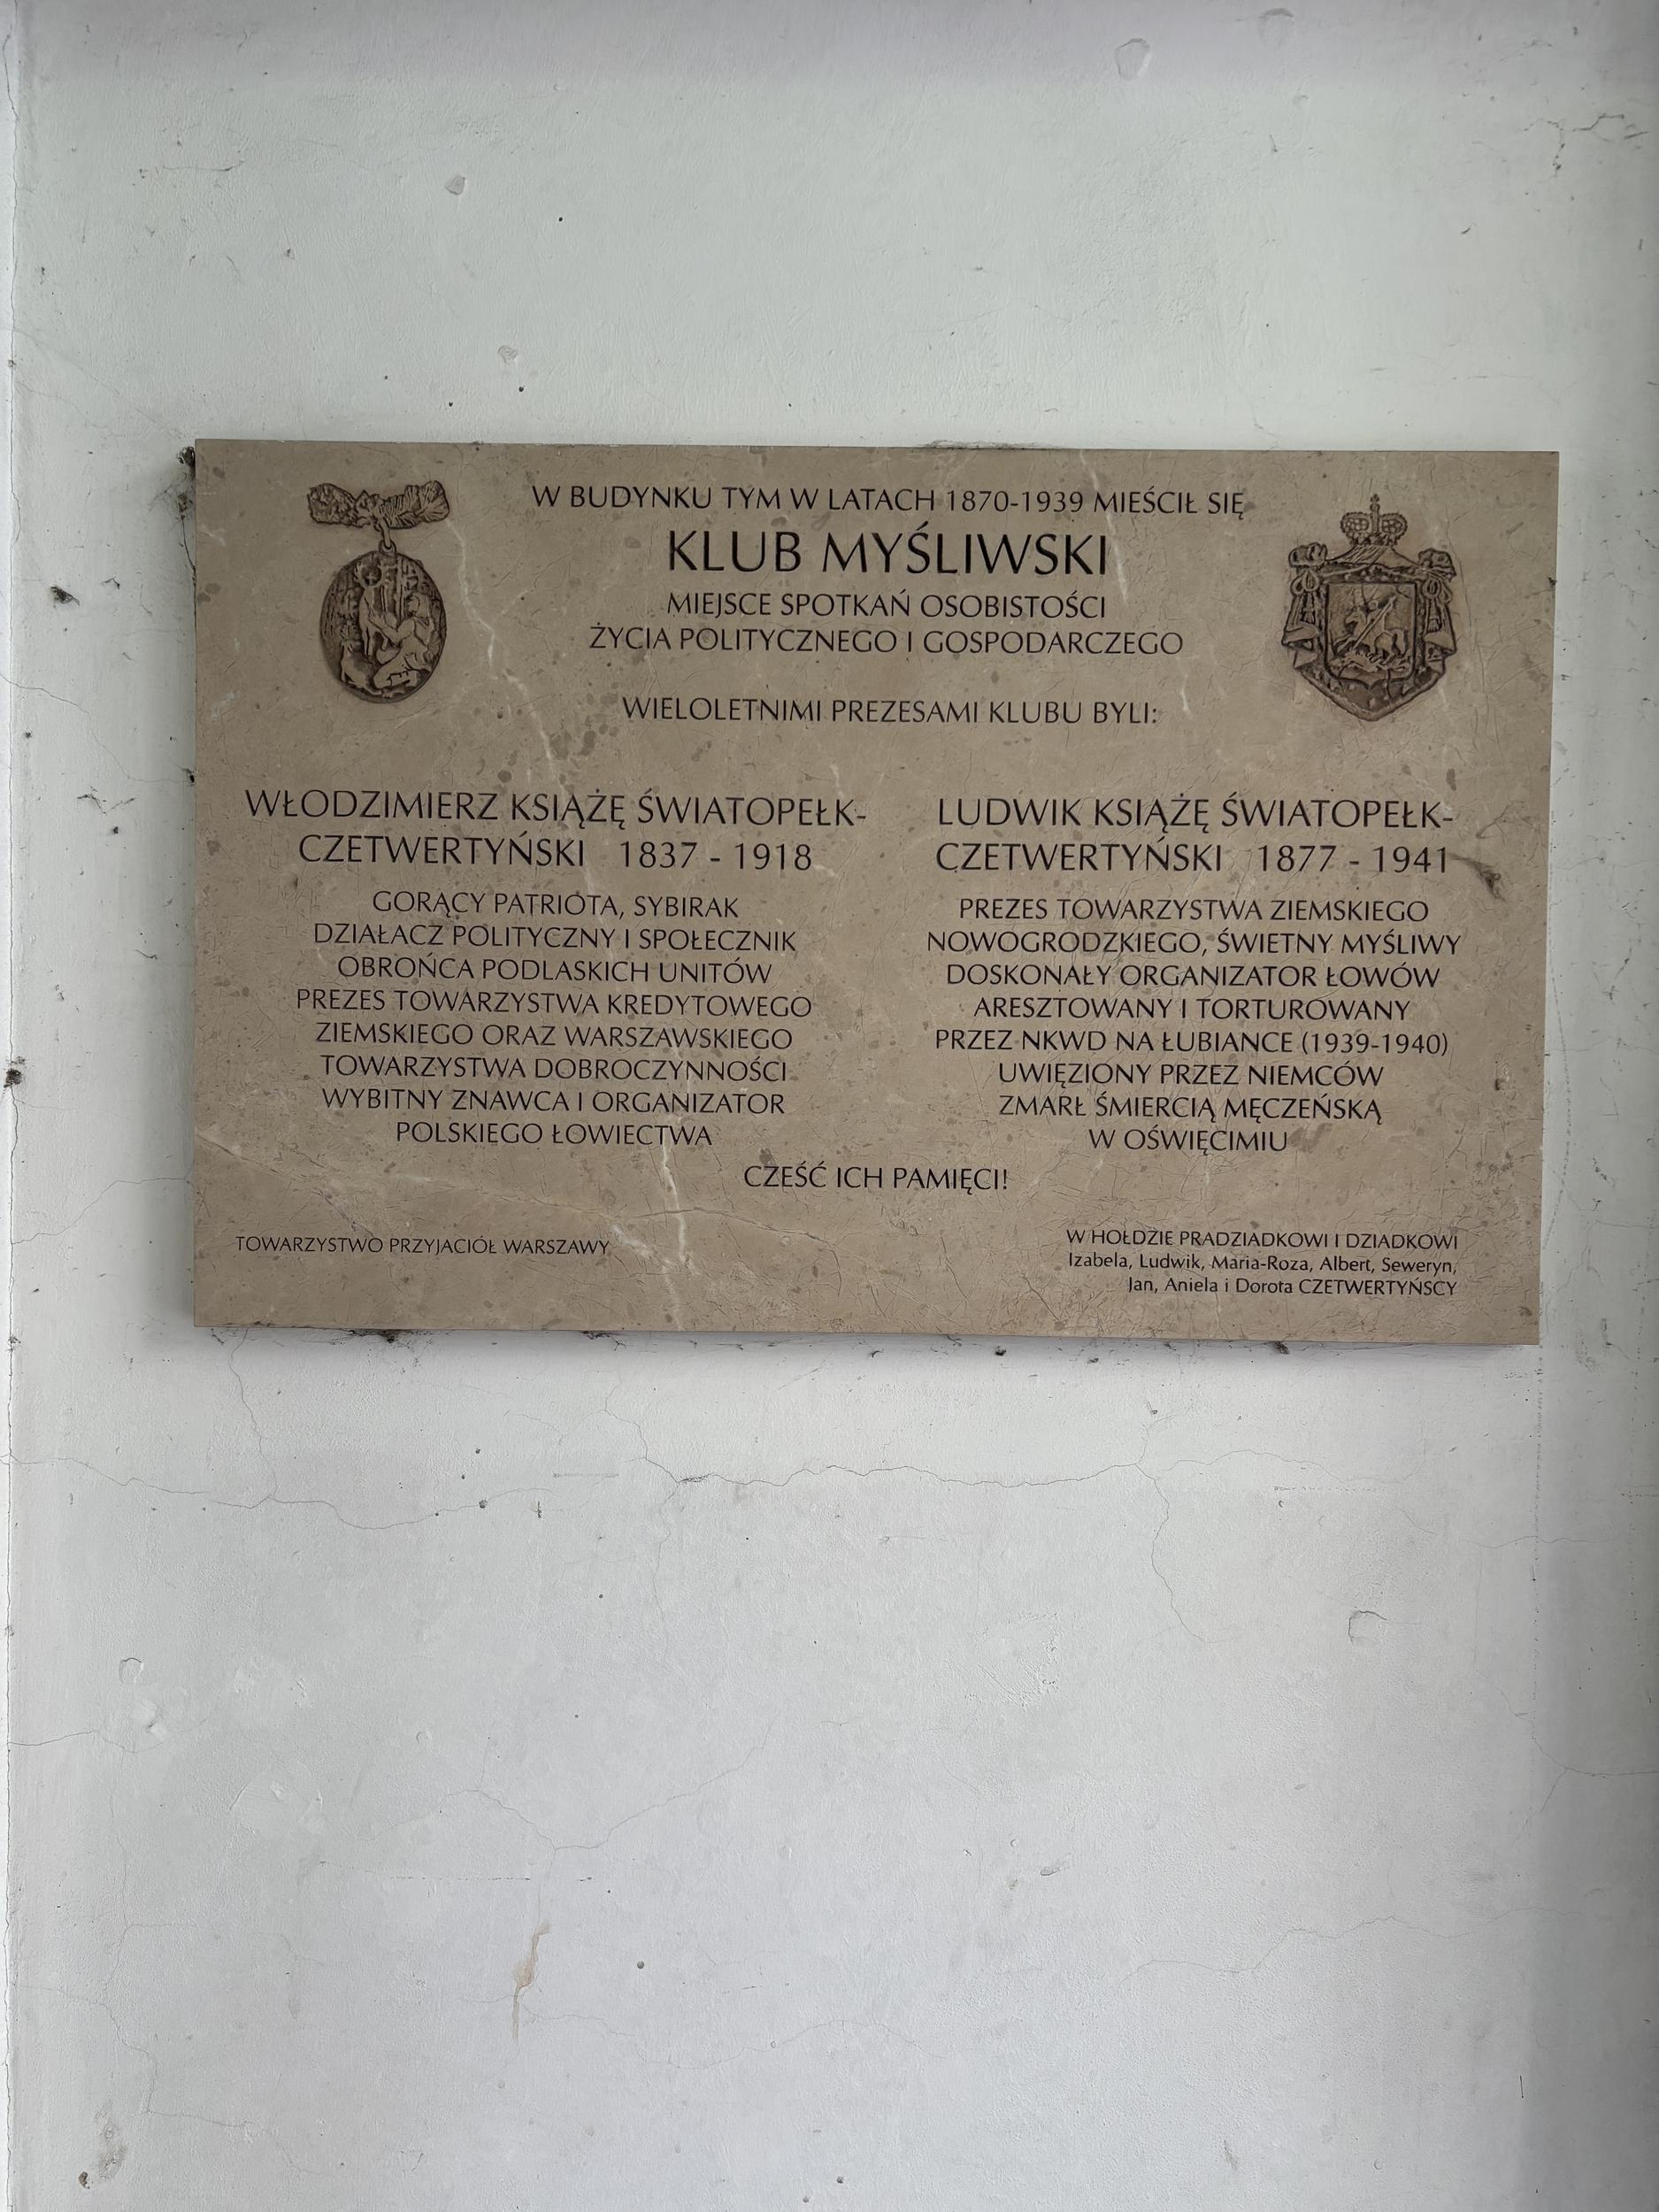 W BUDYNKU TYM W LATACH 1870-1939 MIEŚCIŁ SIĘ
KLUB MYŚLIWSKI
MIEJSCE SPOTKAŃ OSOBISTOŚCI
ŻYCIA POLITYCZNEGO I GOSPODARCZEGO
WIELOLETNIMI PREZESAMI KLUBU BYLI:
WŁODZIMIERZ KSIĄŻĘ ŚWIATOPEŁK-
CZETWERTYŃSKI 1837 - 1918
GORĄCY PATRIOTA, SYBIRAK
DZIAŁACZ POLITYCZNY I SPOŁECZNIK
OBROŃCA PODLASKICH UNITÓW
PREZES TOWARZYSTWA KREDYTOWEGO
ZIEMSKIEGO ORAZ WARSZAWSKIEGO
TOWARZYSTWA DOBROCZYNNOŚCI
WYBITNY ZNAWCA I ORGANIZATOR
POLSKIEGO ŁOWIECTWA
LUDWIK KSIĄŻĘ ŚWIATOPEŁK-
CZETWERTYŃSKI 1877 - 1941
PREZES TOWARZYSTWA ZIEMSKIEGO
NOWOGRODZKIEGO, ŚWIETNY MYŚLIWY
DOSKONAŁY ORGANIZATOR ŁOWÓW
ARESZTOWANY I TORTUROWANY
PRZEZ NKWD NA ŁUBIANCE (1939-1940)
UWIĘZIONY PRZEZ NIEMCÓW
ZMARŁ ŚMIERCIĄ MĘCZEŃSKĄ
W OŚWIĘCIMIU
CZEŚĆ ICH PAMIĘCI!
TOWARZYSTWO PRZYJACIÓŁ WARSZAWY
W HOŁDZIE PRADZIADKOWI I DZIADKOWI
Izabela, Ludwik, Maria-Roza, Albert, Seweryn,
Jan, Aniela i Dorota CZETWERTYŃSCY